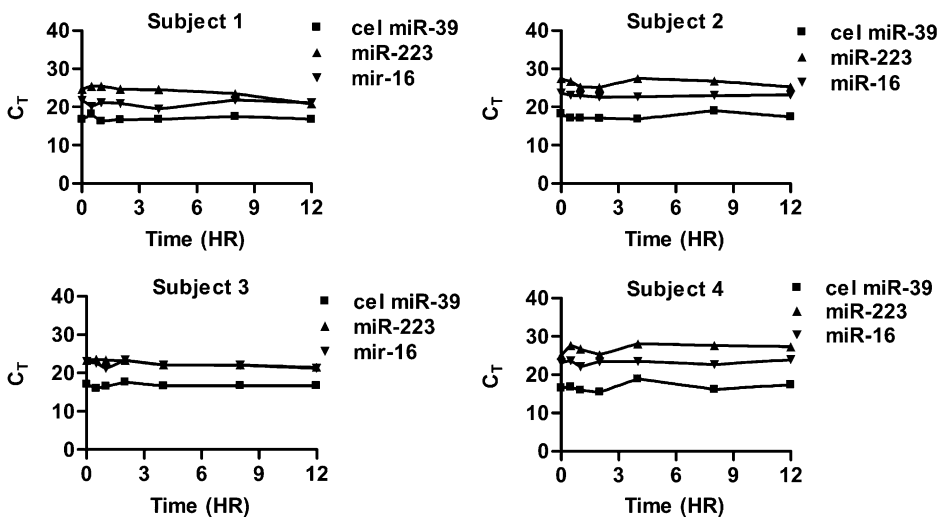 Subject 1
cel miR-39
miR-223
mir-16
40
30
20
10
0
C_T
0 3 6 9 12
Time (HR)
Subject 2
cel miR-39
miR-223
miR-16
40
30
20
10
0
C_T
0 3 6 9 12
Time (HR)
Subject 3
cel miR-39
miR-223
mir-16
40
30
20
10
0
C_T
0 3 6 9 12
Time (HR)
Subject 4
cel miR-39
miR-223
miR-16
40
30
20
10
0
C_T
0 3 6 9 12
Time (HR)